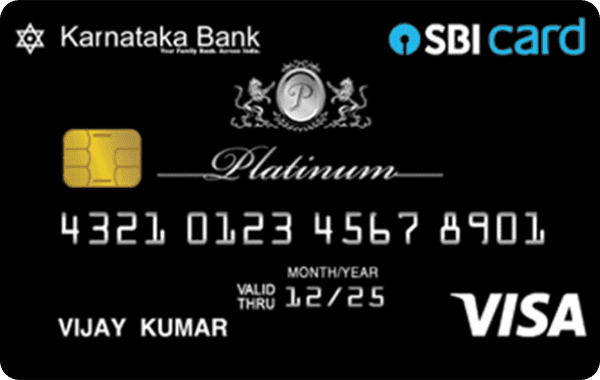 Karnataka Bank
Your Family Bank. Across India.
SBI card
P
Platinum
4321 0123 4567 8901
MONTH/YEAR
VALID THRU 12/25
VIJAY KUMAR
VISA